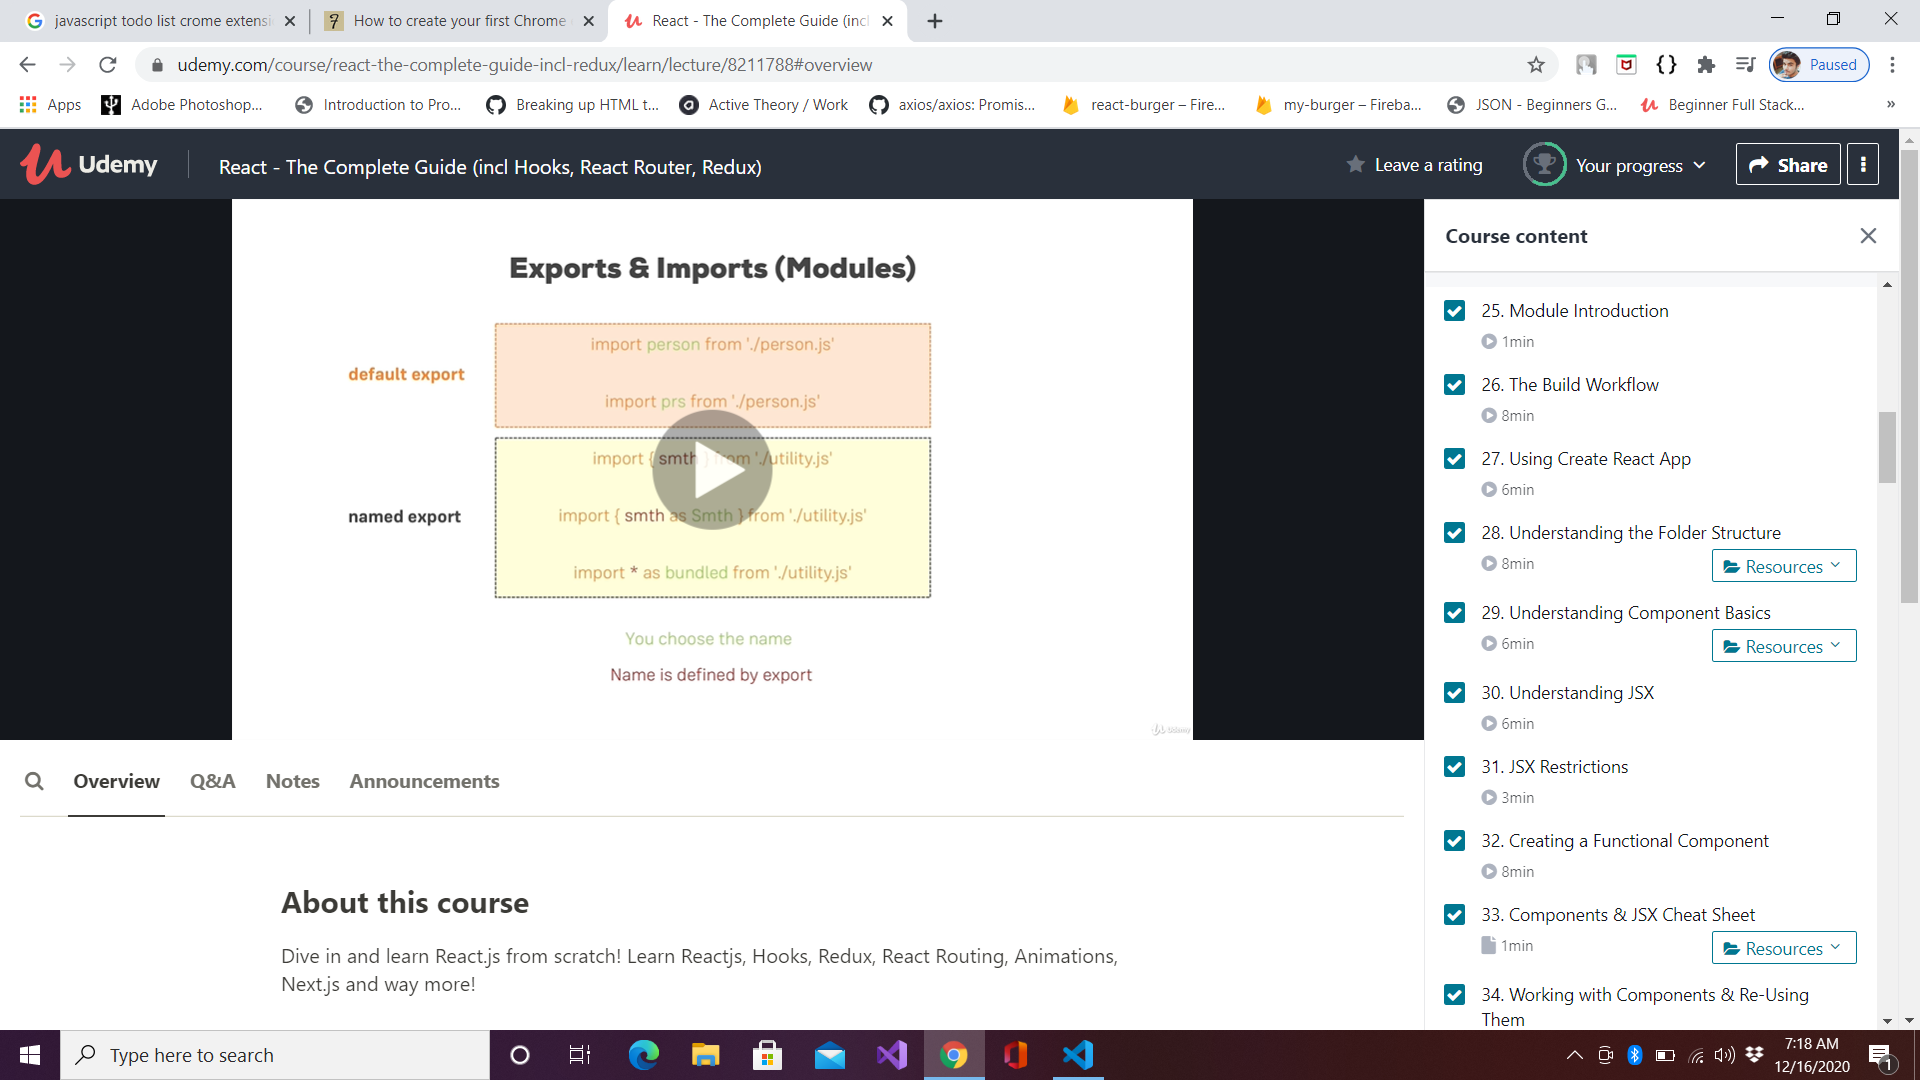 javascript todo list crome extensi
How to create your first Chrome
React - The Complete Guide (incl
udemy.com/course/react-the-complete-guide-incl-redux/learn/lecture/8211788#overview
Paused
Apps
Adobe Photoshop...
Introduction to Pro...
Breaking up HTML t...
Active Theory / Work
axios/axios: Promis...
react-burger – Fire...
my-burger – Fireba...
JSON - Beginners G...
Beginner Full Stack...
»
Udemy
React - The Complete Guide (incl Hooks, React Router, Redux)
Leave a rating
Your progress
Share
Exports & Imports (Modules)
default export
import person from './person.js'
import prs from './person.js'
named export
import { smth } from './utility.js'
import { smth as Smth } from './utility.js'
import * as bundled from './utility.js'
You choose the name
Name is defined by export
Udemy
Course content
25. Module Introduction
1min
26. The Build Workflow
8min
27. Using Create React App
6min
28. Understanding the Folder Structure
8min
Resources
29. Understanding Component Basics
6min
Resources
30. Understanding JSX
6min
31. JSX Restrictions
3min
32. Creating a Functional Component
8min
33. Components & JSX Cheat Sheet
1min
Resources
34. Working with Components & Re-Using
Them
Overview
Q&A
Notes
Announcements
About this course
Dive in and learn React.js from scratch! Learn Reactjs, Hooks, Redux, React Routing, Animations,
Next.js and way more!
Type here to search
7:18 AM
12/16/2020
1